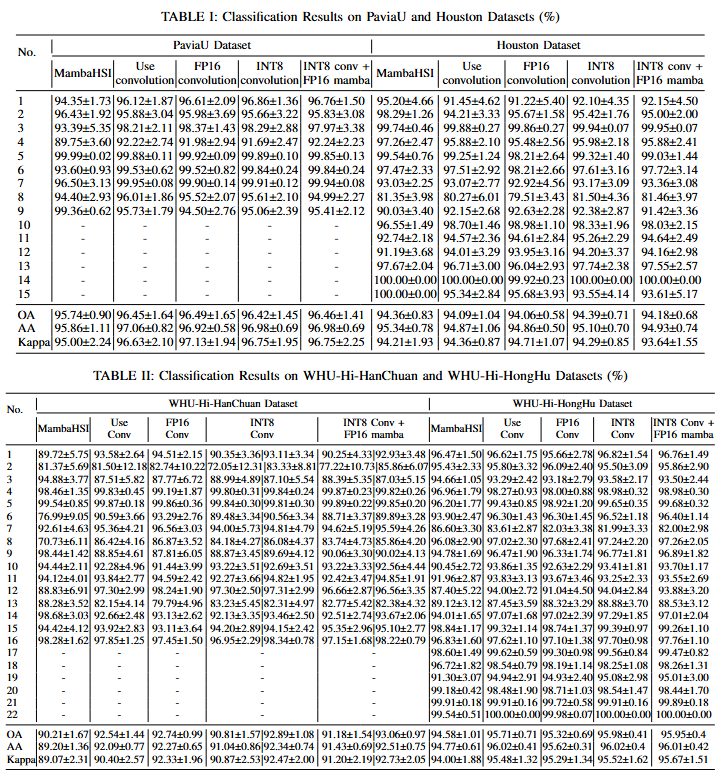 TABLE I: Classification Results on PaviaU and Houston Datasets (%)
No. PaviaU Dataset Houston Dataset
MambaHSI Use convolution FP16 convolution INT8 convolution INT8 conv + FP16 mamba MambaHSI Use convolution FP16 convolution INT8 convolution INT8 conv + FP16 mamba
1 94.35±1.73 96.12±1.87 96.61±2.09 96.86±1.36 96.76±1.50 95.20±4.66 91.45±4.62 91.22±5.40 92.10±4.35 92.15±4.50
2 96.43±1.92 95.88±3.04 95.98±3.69 95.66±3.22 95.83±3.08 98.29±1.26 94.21±3.33 95.67±1.58 95.42±1.76 95.00±2.00
3 93.39±5.35 98.21±2.11 98.37±1.43 98.29±2.88 97.97±3.38 99.74±0.46 99.88±0.27 99.86±0.27 99.94±0.07 99.95±0.07
4 89.75±3.60 92.22±2.74 91.98±2.94 91.69±2.47 92.24±2.23 97.26±2.47 95.88±2.10 95.48±2.56 95.98±2.18 95.88±2.41
5 99.99±0.02 99.88±0.11 99.92±0.09 99.89±0.10 99.85±0.13 99.54±0.76 99.25±1.24 98.21±2.64 99.32±1.40 99.03±1.44
6 93.60±0.93 99.53±0.62 99.52±0.82 99.84±0.24 99.84±0.24 97.47±2.33 97.51±2.92 98.21±2.66 97.61±3.16 97.72±3.14
7 96.50±3.13 99.95±0.08 99.90±0.14 99.91±0.12 99.94±0.08 93.03±2.25 93.07±2.77 92.92±4.56 93.17±3.09 93.36±3.08
8 94.40±2.93 96.01±1.86 95.52±2.07 95.61±2.10 94.99±2.27 81.35±3.98 80.27±6.01 79.51±3.43 81.50±4.36 81.46±3.97
9 99.36±0.62 95.73±1.79 94.50±2.76 95.06±2.39 95.41±2.12 90.03±3.40 92.15±2.68 92.63±2.28 92.38±2.87 91.42±3.36
10 - - - - - 96.55±1.49 98.70±1.46 98.98±1.10 98.33±1.96 98.03±2.15
11 - - - - - 92.74±2.18 94.57±2.36 94.61±2.84 95.26±2.29 94.64±2.49
12 - - - - - 91.19±3.68 94.01±3.29 93.95±3.16 94.20±3.37 94.16±2.98
13 - - - - - 97.67±2.04 96.71±3.00 96.04±2.93 97.74±2.38 97.55±2.57
14 - - - - - 100.00±0.00 100.00±0.00 99.92±0.23 100.00±0.00 100.00±0.00
15 - - - - - 100.00±0.00 95.34±2.84 95.68±3.93 93.55±4.14 93.61±5.17
OA 95.74±0.90 96.45±1.64 96.49±1.65 96.42±1.45 96.46±1.41 94.36±0.83 94.09±1.04 94.06±0.58 94.39±0.71 94.18±0.68
AA 95.86±1.11 97.06±0.82 96.92±0.58 96.98±0.69 96.98±0.69 95.34±0.78 94.87±1.06 94.86±0.50 95.10±0.70 94.93±0.74
Kappa 95.00±2.24 96.63±2.10 97.13±1.94 96.75±1.95 96.75±2.25 94.21±1.93 94.36±0.87 94.71±1.07 94.29±0.85 93.64±1.55
TABLE II: Classification Results on WHU-Hi-HanChuan and WHU-Hi-HongHu Datasets (%)
No. WHU-Hi-HanChuan Dataset WHU-Hi-HongHu Dataset
MambaHSI Use Conv FP16 Conv INT8 Conv INT8 Conv + FP16 mamba MambaHSI Use Conv FP16 Conv INT8 Conv INT8 conv + FP16 mamba
1 89.72±5.75 93.58±2.64 94.51±2.15 90.35±3.36|93.11±3.34 90.25±4.33|92.93±3.48 96.47±1.50 96.62±1.75 95.66±2.78 96.82±1.54 96.76±1.49
2 81.37±5.69 81.50±12.18 82.74±10.22 72.05±12.31|83.33±8.81 77.22±10.73|85.86±6.07 95.43±2.33 95.80±3.32 96.09±2.40 95.50±3.09 95.86±2.90
3 94.88±3.77 87.51±5.82 87.77±6.72 88.99±4.89|87.10±5.54 88.39±5.35|87.03±5.15 94.66±1.05 93.29±2.42 93.18±2.79 93.58±2.17 93.50±2.44
4 98.46±1.35 99.83±0.45 99.19±1.87 99.80±0.31|99.84±0.24 99.87±0.23|99.82±0.26 96.96±1.79 98.27±0.93 98.00±0.88 98.98±0.32 98.98±0.30
5 99.54±0.85 99.87±0.18 99.86±0.36 99.84±0.30|99.81±0.30 99.89±0.20|99.85±0.20 96.20±1.77 99.43±0.85 98.92±1.20 99.65±0.35 99.68±0.32
6 76.99±9.05 90.59±3.66 93.29±2.76 89.48±3.34|90.56±3.34 88.71±3.37|89.89±3.28 93.90±2.47 96.30±1.43 96.30±1.45 96.52±1.18 96.40±1.14
7 92.61±4.63 95.36±4.21 96.56±3.03 94.00±5.73|94.81±4.79 94.62±5.19|95.59±4.26 86.60±3.30 83.61±2.87 82.03±3.38 81.99±3.33 82.00±2.98
8 70.73±6.11 86.42±4.16 86.87±3.52 84.18±4.27|86.08±4.37 83.74±4.73|85.86±4.20 96.08±2.90 97.02±2.30 97.68±2.41 97.24±2.20 97.26±2.05
9 98.44±1.42 88.85±4.61 87.81±6.05 88.87±3.45|89.69±4.12 90.06±3.30|90.02±4.13 94.78±1.69 96.47±1.90 96.33±1.74 96.77±1.81 96.89±1.82
10 94.44±2.11 92.28±4.96 91.44±3.99 93.22±3.51|92.69±3.13 93.22±3.33|92.56±2.90 90.45±2.72 93.86±1.35 92.63±2.29 93.41±1.81 93.70±1.17
11 94.12±4.01 93.84±2.77 94.59±2.42 92.27±3.66|94.82±1.95 92.42±3.47|94.85±1.91 91.96±2.87 93.83±3.13 93.67±3.46 93.25±2.33 93.55±2.69
12 88.83±6.91 97.30±2.99 98.24±1.90 97.30±2.50|97.31±2.99 96.66±2.87|96.56±3.35 87.40±5.22 94.00±2.72 91.04±4.50 94.04±2.84 93.88±3.20
13 88.28±3.52 82.15±4.14 79.79±4.96 83.23±5.45|82.31±4.97 82.77±5.42|82.38±4.32 89.12±3.12 87.45±3.59 88.32±3.29 88.88±3.70 88.53±3.12
14 98.68±3.03 92.66±2.48 93.13±2.62 92.13±3.35|93.46±2.50 92.51±2.74|93.67±2.06 94.01±1.65 97.07±1.68 97.02±0.39 97.29±1.85 97.01±2.04
15 94.42±4.12 93.92±2.83 93.11±3.64 94.20±2.89|94.15±2.42 95.35±2.96|95.10±2.77 98.84±1.17 99.32±1.14 98.74±1.37 99.39±0.97 99.26±1.10
16 98.28±1.62 97.85±1.25 97.45±1.50 96.95±2.29|98.34±0.78 97.15±1.68|98.22±0.79 96.83±1.60 97.62±1.10 97.10±1.38 97.70±0.98 97.76±1.10
17 - - - - - 98.60±1.49 99.62±0.59 99.30±0.98 99.56±0.84 99.47±0.82
18 - - - - - 96.72±1.82 98.54±0.79 98.19±1.14 98.25±1.08 98.26±1.31
19 - - - - - 91.30±3.07 94.94±2.91 94.93±2.40 95.08±2.98 95.01±3.00
20 - - - - - 99.18±0.42 98.48±1.90 98.71±1.03 98.54±1.47 98.44±1.70
21 - - - - - 99.91±0.18 99.91±0.16 99.72±0.58 99.91±0.16 99.89±0.18
22 - - - - - 99.54±0.51 100.00±0.00 99.98±0.07 100.00±0.00 100.00±0.00
OA 90.21±1.67 92.54±1.44 92.74±0.99 90.81±1.57|92.89±1.08 91.18±1.54|93.06±0.97 94.58±1.01 95.71±0.71 95.32±0.69 95.98±0.41 95.95±0.4
AA 89.20±1.36 92.09±0.77 92.27±0.65 91.04±0.86|92.34±0.74 91.43±0.69|92.51±0.75 94.77±0.61 96.02±0.41 95.62±0.31 96.02±0.4 96.01±0.42
Kappa 89.07±2.31 90.40±2.57 92.33±1.96 90.87±2.53|92.47±2.00 91.20±2.19|92.73±2.05 94.00±1.88 95.48±1.32 95.29±1.34 95.52±1.62 95.67±1.51